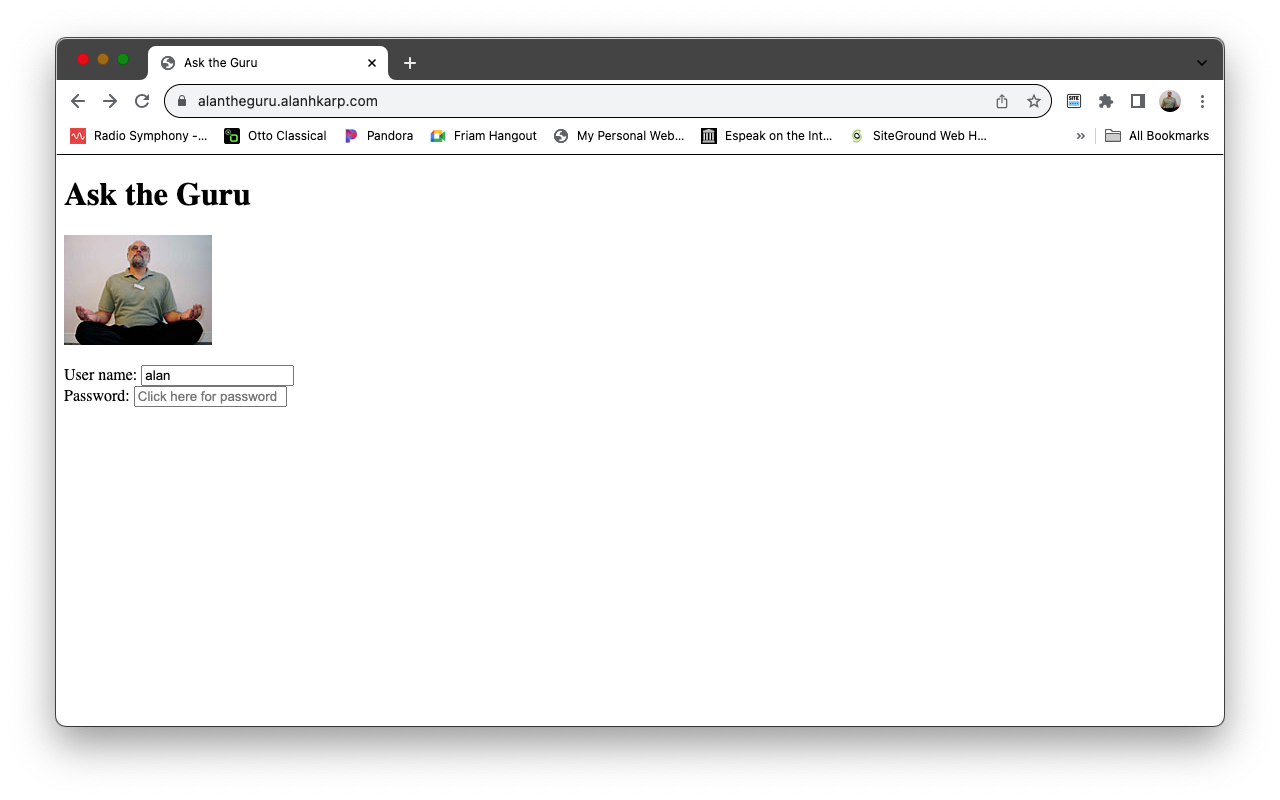 Ask the Guru
alantheguru.alanhkarp.com
SITE
Radio Symphony -... Otto Classical Pandora Friam Hangout My Personal Web... Espeak on the Int... SiteGround Web H... » All Bookmarks
Ask the Guru
User name: alan
Password: Click here for password